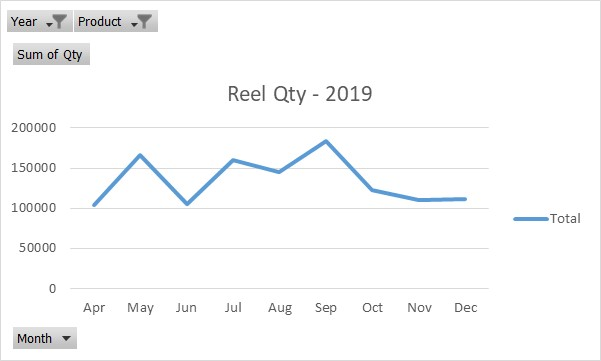 Year Product
Sum of Qty
Reel Qty - 2019
200000
150000
100000
50000
0
Apr May Jun Jul Aug Sep Oct Nov Dec
Total
Month